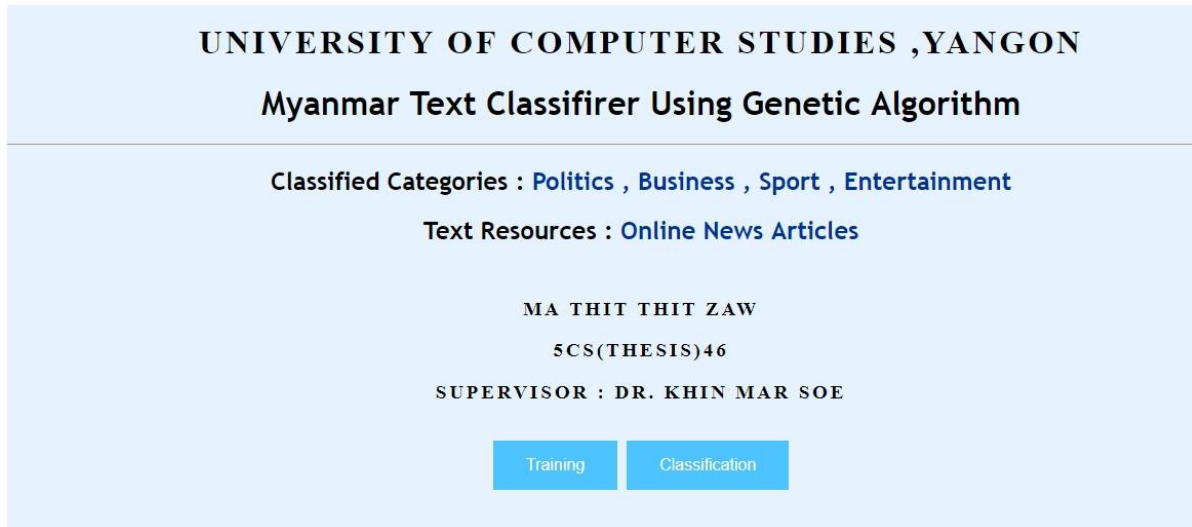 UNIVERSITY OF COMPUTER STUDIES ,YANGON
Myanmar Text Classifirer Using Genetic Algorithm
Classified Categories : Politics , Business , Sport , Entertainment
Text Resources : Online News Articles
MA THIT THIT ZAW
5CS(THESIS)46
SUPERVISOR : DR. KHIN MAR SOE
Training Classification